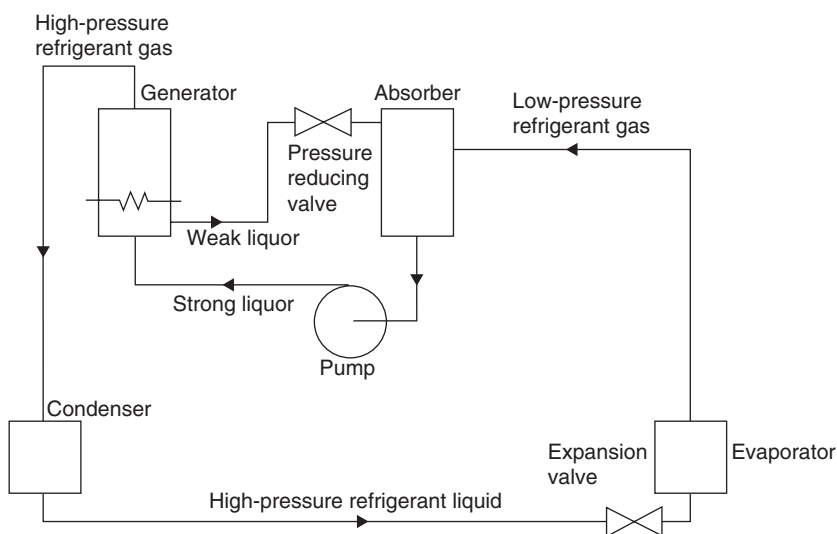 High-pressure
refrigerant gas
Generator
Absorber
Low-pressure
refrigerant gas
Pressure
reducing
valve
Weak liquor
Strong liquor
Pump
Condenser
Expansion
valve
Evaporator
High-pressure refrigerant liquid